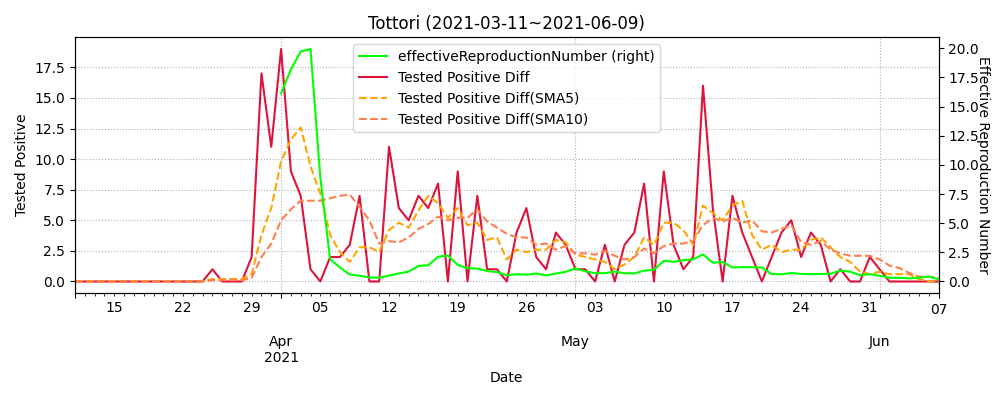 Tottori (2021-03-11~2021-06-09)
effectiveReproductionNumber (right)
Tested Positive Diff
Tested Positive Diff(SMA5)
Tested Positive Diff(SMA10)
Tested Positive
17.5
15.0
12.5
10.0
7.5
5.0
2.5
0.0
20.0
17.5
15.0
12.5
10.0
7.5
5.0
2.5
0.0
Effective Reproduction Number
15 22 29 05 12 19 26 03 10 17 24 31 07
Apr May Jun
2021
Date